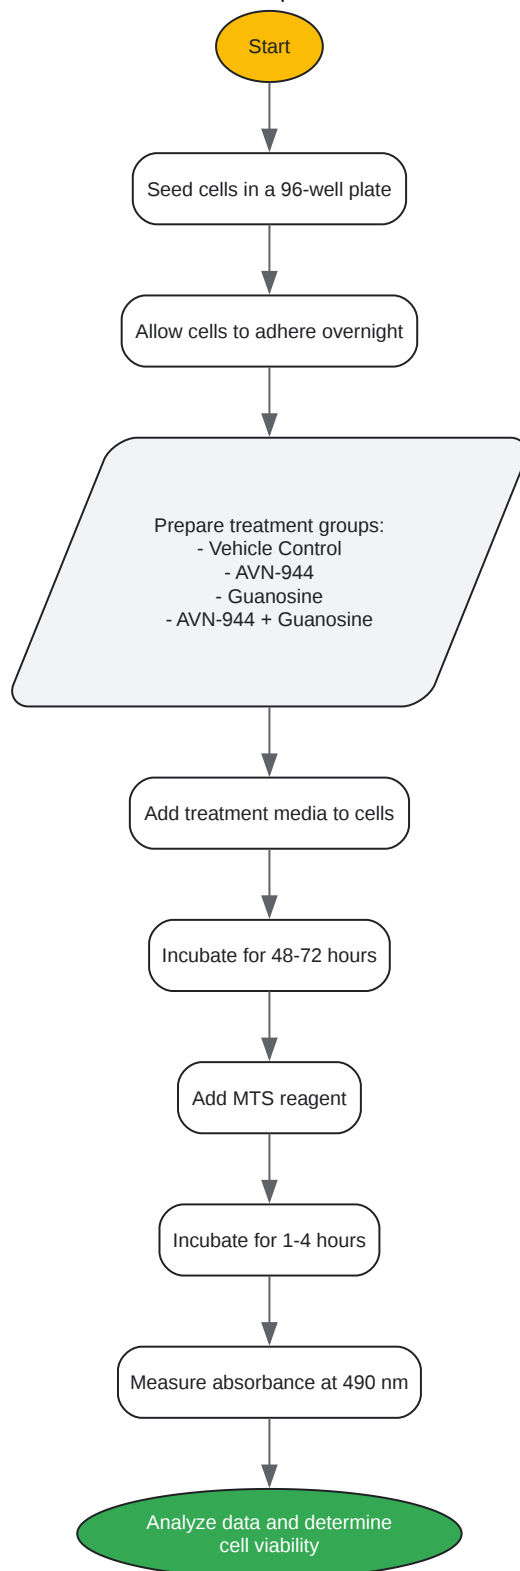 Start
Seed cells in a 96-well plate
Allow cells to adhere overnight
Prepare treatment groups:
- Vehicle Control
- AVN-944
- Guanosine
- AVN-944 + Guanosine
Add treatment media to cells
Incubate for 48-72 hours
Add MTS reagent
Incubate for 1-4 hours
Measure absorbance at 490 nm
Analyze data and determine
cell viability